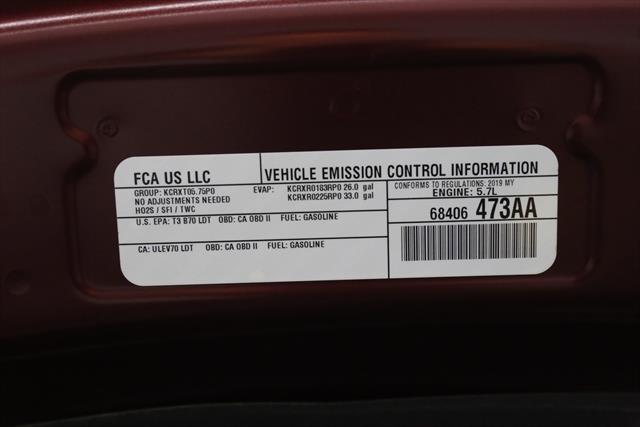 FCA US LLC
VEHICLE EMISSION CONTROL INFORMATION
GROUP: KCRXT05.75P0
NO ADJUSTMENTS NEEDED
HO2S / SFI / TWC
EVAP: KCRXR0183RP0 26.0 gal
KCRXR0225RP0 33.0 gal
CONFORMS TO REGULATIONS: 2019 MY
ENGINE: 5.7L
U.S. EPA: T3 B70 LDT OBD: CA OBD II FUEL: GASOLINE
68406 473AA
CA: ULEV70 LDT OBD: CA OBD II FUEL: GASOLINE